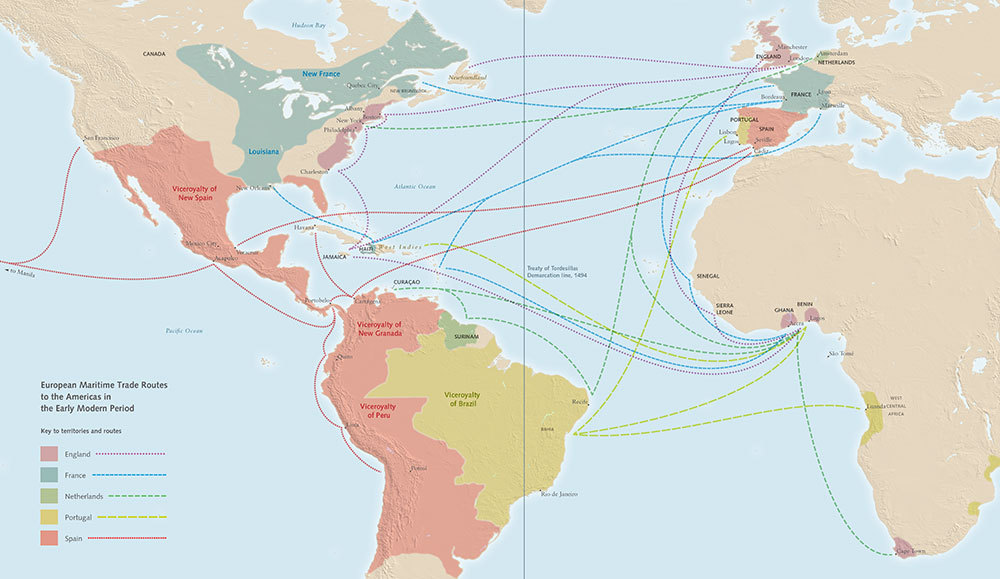 Hudson Bay
CANADA
New France
Quebec City
NEW BRUNSWICK
Newfoundland
Albany
Boston
New York
Philadelphia
San Francisco
Louisiana
Charleston
New Orleans
Viceroyalty of
New Spain
Atlantic Ocean
Havana
Mexico City
Veracruz
Acapulco
HAITI
West Indies
JAMAICA
to Manila
ENGLAND
Manchester
London
Amsterdam
NETHERLANDS
FRANCE
Bordeaux
Lyon
Marseille
PORTUGAL
SPAIN
Lisbon
Lagos
Seville
Cadiz
Treaty of Tordesillas
Demarcation line, 1494
SENEGAL
SIERRA
LEONE
GHANA
BENIN
Accra
Lagos
São Tomé
CURAÇAO
Portobelo
Cartagena
Viceroyalty of
New Granada
SURINAM
Pacific Ocean
Quito
Viceroyalty
of Brazil
Viceroyalty
of Peru
Lima
Recife
BAHIA
Potosí
Rio de Janeiro
Luanda
WEST
CENTRAL
AFRICA
Cape Town
European Maritime Trade Routes
to the Americas in
the Early Modern Period
Key to territories and routes
England
France
Netherlands
Portugal
Spain